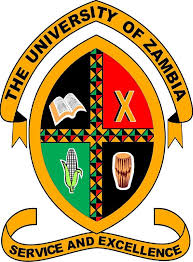 THE UNIVERSITY OF ZAMBIA
SERVICE AND EXCELLENCE